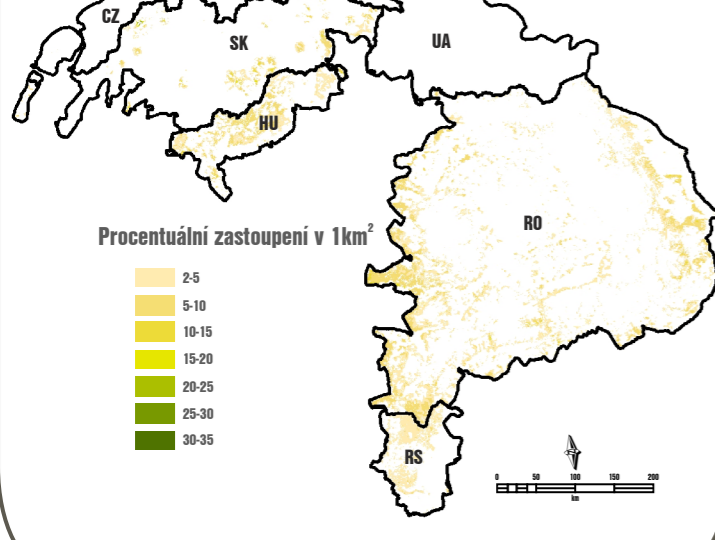 CZ
SK
UA
HU
RO
Procentuální zastoupení v 1km²
2-5
5-10
10-15
15-20
20-25
25-30
30-35
RS
0 50 100 150 200
km